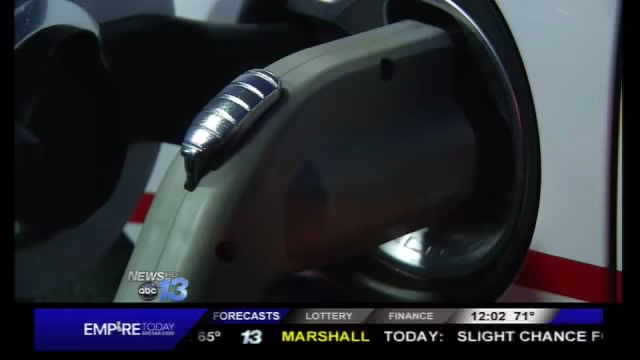 NEWS HD
abc 13
FORECASTS LOTTERY FINANCE 12:02 71°
EMPIRE TODAY
65° 13 MARSHALL TODAY: SLIGHT CHANCE F